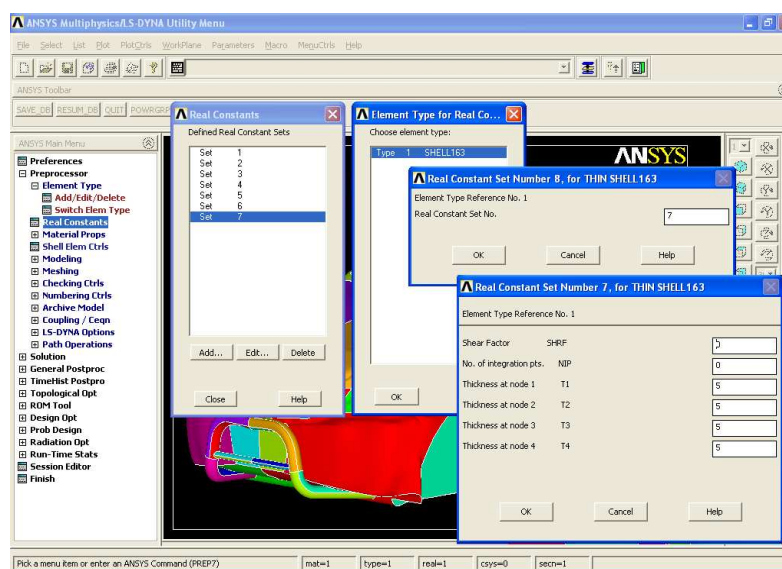 ANSYS Multiphysics/LS-DYNA Utility Menu
File Select List Plot PlotCtrls WorkPlane Parameters Macro MenuCtrls Help
ANSYS Toolbar
SAVE_DB RESUM_DB QUIT POWRGR
ANSYS Main Menu
Preferences
Preprocessor
Element Type
Add/Edit/Delete
Switch Elem Type
Real Constants
Material Props
Shell Elem Ctrls
Modeling
Meshing
Checking Ctrls
Numbering Ctrls
Archive Model
Coupling / Ceqn
LS-DYNA Options
Path Operations
Solution
General Postproc
TimeHist Postpro
Topological Opt
ROM Tool
Design Opt
Prob Design
Radiation Opt
Run-Time Stats
Session Editor
Finish
Real Constants
Defined Real Constant Sets
Set 1
Set 2
Set 3
Set 4
Set 5
Set 6
Set 7
Add... Edit... Delete
Close Help
Element Type for Real Co...
Choose element type:
Type 1 SHELL163
OK
ANSYS
Real Constant Set Number 8, for THIN SHELL163
Element Type Reference No. 1
Real Constant Set No. 7
OK Cancel Help
Real Constant Set Number 7, for THIN SHELL163
Element Type Reference No. 1
Shear Factor SHRF
No. of integration pts. NIP 0
Thickness at node 1 T1 5
Thickness at node 2 T2 5
Thickness at node 3 T3 5
Thickness at node 4 T4 5
OK Cancel Help
Pick a menu item or enter an ANSYS Command (PREP7) mat=1 type=1 real=1 csys=0 secn=1